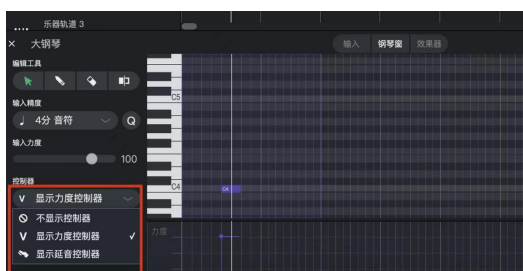 乐器轨道 3
× 大钢琴
输入 钢琴窗 效果器
编辑工具
输入精度
♩ 4分 音符 Q
输入力度
100
控制器
V 显示力度控制器
不显示控制器
V 显示力度控制器 ✓
显示延音控制器
C5
C4
C4
力度